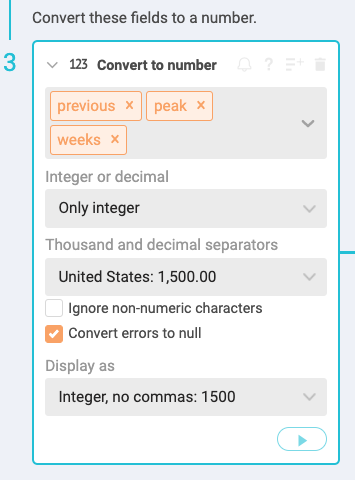 Convert these fields to a number.
3
123 Convert to number ?
previous × peak ×
weeks ×
Integer or decimal
Only integer
Thousand and decimal separators
United States: 1,500.00
Ignore non-numeric characters
Convert errors to null
Display as
Integer, no commas: 1500